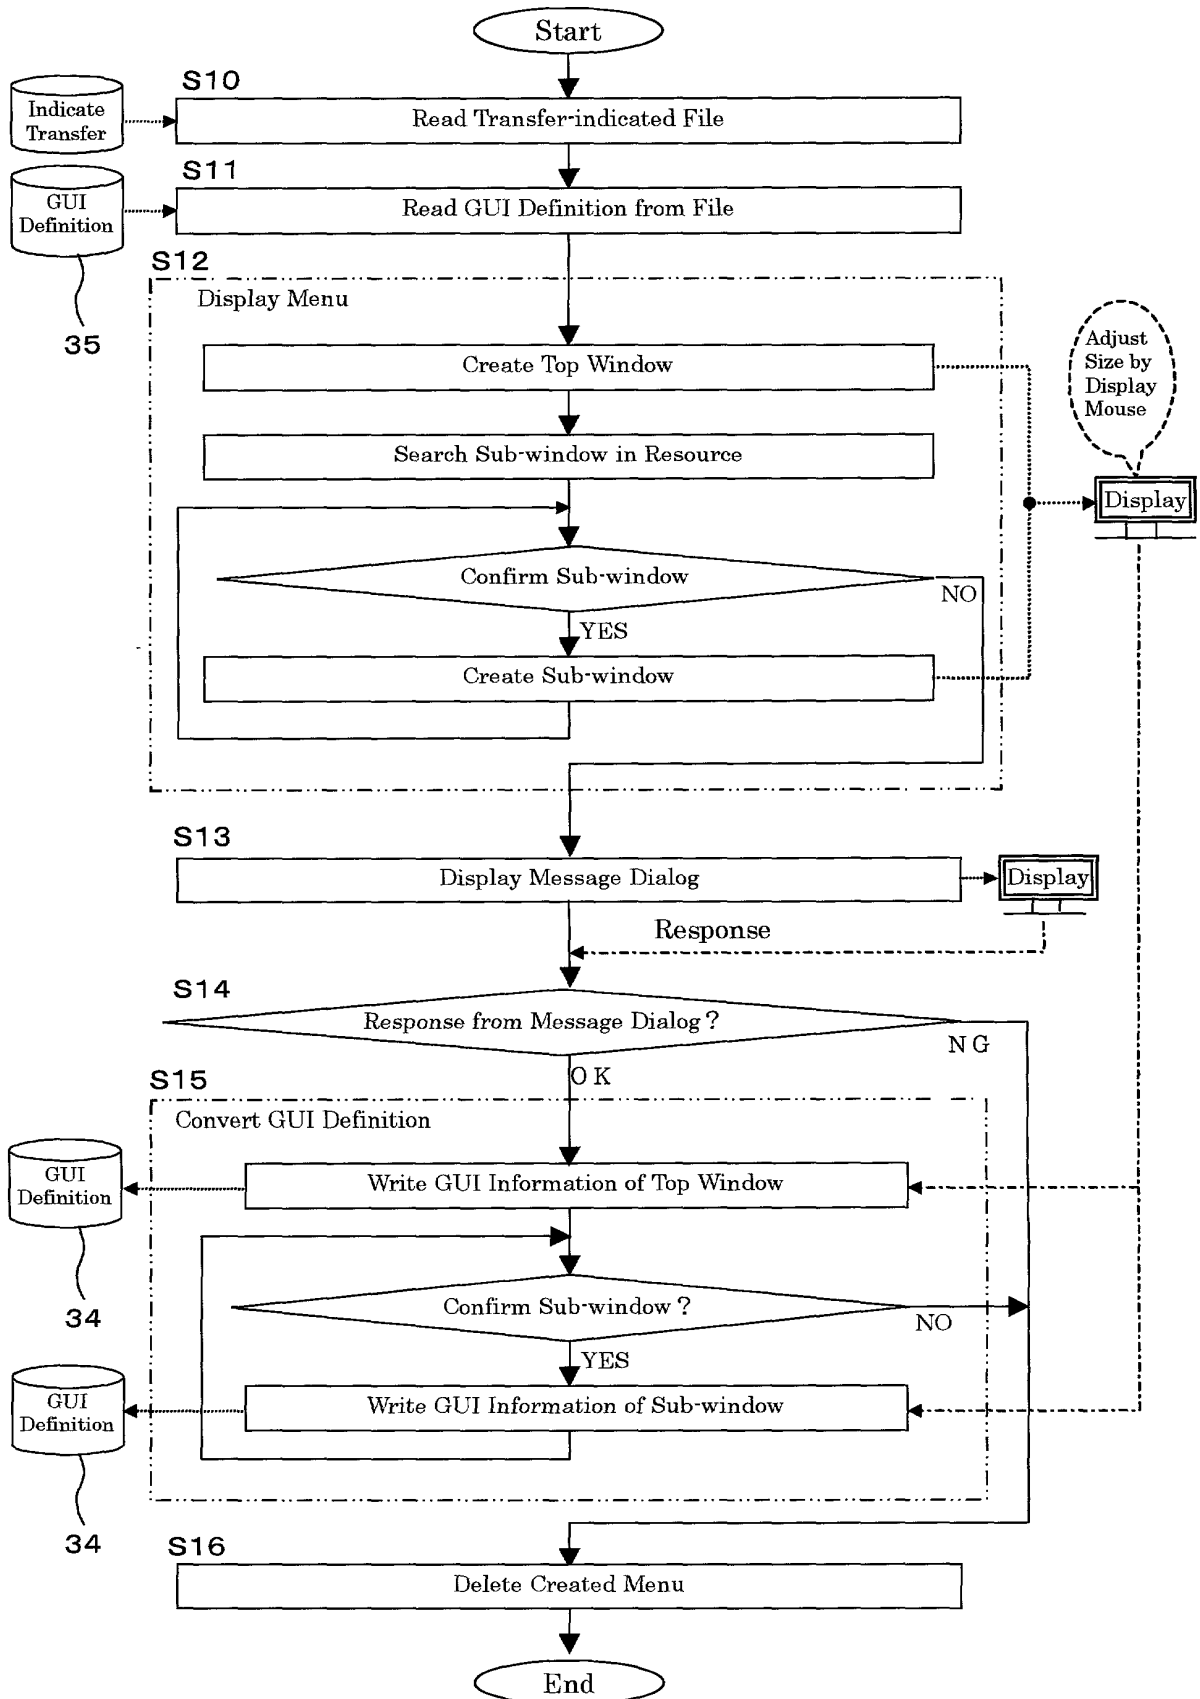 Start
S10
Indicate
Transfer
Read Transfer-indicated File
S11
GUI
Definition
Read GUI Definition from File
35
S12
Display Menu
Create Top Window
Adjust
Size by
Display
Mouse
Search Sub-window in Resource
Display
Confirm Sub-window
NO
YES
Create Sub-window
S13
Display Message Dialog
Display
Response
S14
Response from Message Dialog?
NG
OK
S15
Convert GUI Definition
GUI
Definition
Write GUI Information of Top Window
34
Confirm Sub-window?
NO
YES
GUI
Definition
Write GUI Information of Sub-window
34
S16
Delete Created Menu
End